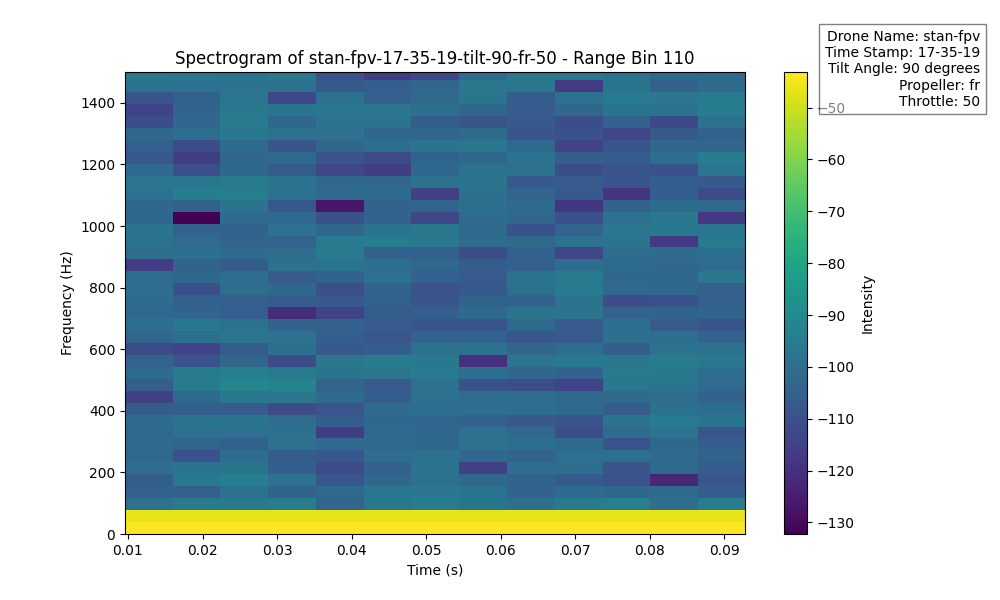 Spectrogram of stan-fpv-17-35-19-tilt-90-fr-50 - Range Bin 110
Drone Name: stan-fpv
Time Stamp: 17-35-19
Tilt Angle: 90 degrees
Propeller: fr
Throttle: 50
1400
1200
1000
800
600
400
200
0
Frequency (Hz)
0.01 0.02 0.03 0.04 0.05 0.06 0.07 0.08 0.09
Time (s)
−50
−60
−70
−80
−90
−100
−110
−120
−130
Intensity